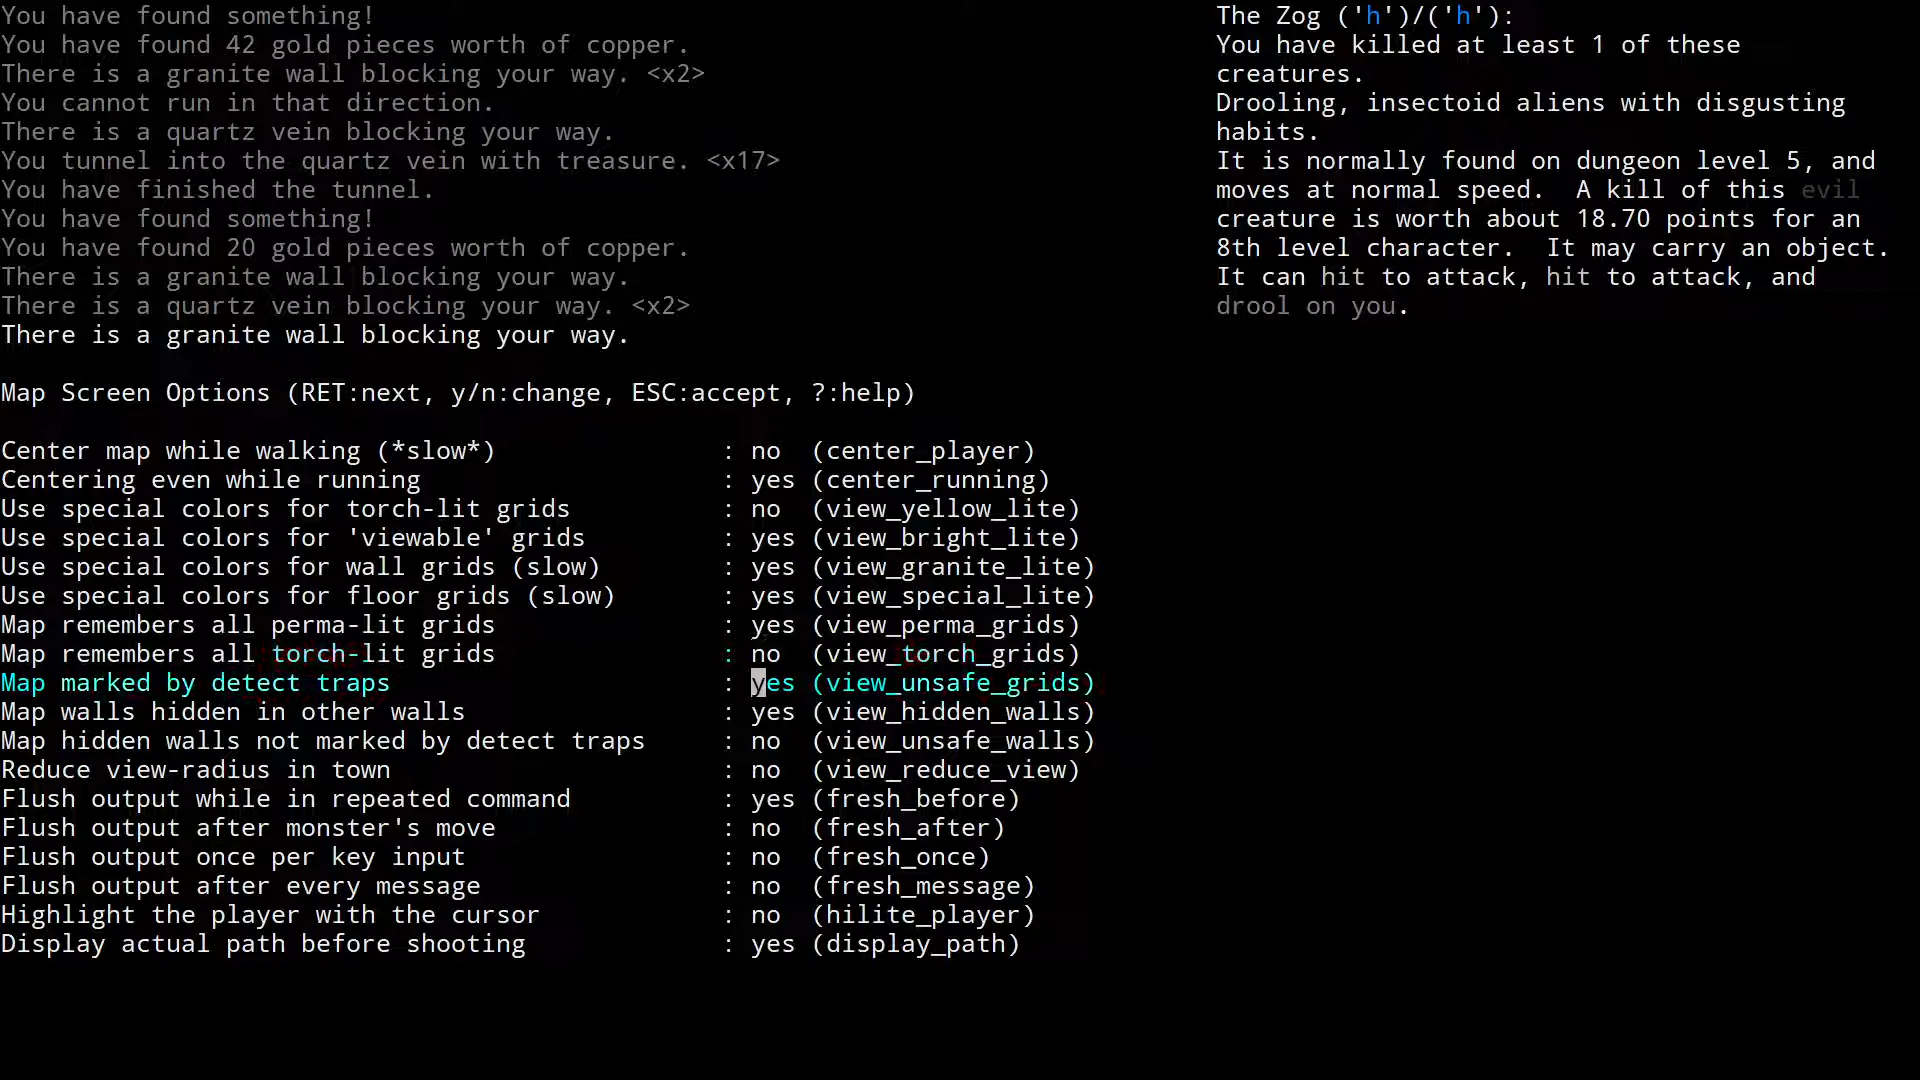 You have found something!
You have found 42 gold pieces worth of copper.
There is a granite wall blocking your way. <x2>
You cannot run in that direction.
There is a quartz vein blocking your way.
You tunnel into the quartz vein with treasure. <x17>
You have finished the tunnel.
You have found something!
You have found 20 gold pieces worth of copper.
There is a granite wall blocking your way.
There is a quartz vein blocking your way. <x2>
There is a granite wall blocking your way.
Map Screen Options (RET:next, y/n:change, ESC:accept, ?:help)
Center map while walking (*slow*) : no (center_player)
Centering even while running : yes (center_running)
Use special colors for torch-lit grids : no (view_yellow_lite)
Use special colors for 'viewable' grids : yes (view_bright_lite)
Use special colors for wall grids (slow) : yes (view_granite_lite)
Use special colors for floor grids (slow) : yes (view_special_lite)
Map remembers all perma-lit grids : yes (view_perma_grids)
Map remembers all torch-lit grids : no (view_torch_grids)
Map marked by detect traps : yes (view_unsafe_grids)
Map walls hidden in other walls : yes (view_hidden_walls)
Map hidden walls not marked by detect traps : no (view_unsafe_walls)
Reduce view-radius in town : no (view_reduce_view)
Flush output while in repeated command : yes (fresh_before)
Flush output after monster's move : no (fresh_after)
Flush output once per key input : no (fresh_once)
Flush output after every message : no (fresh_message)
Highlight the player with the cursor : no (hilite_player)
Display actual path before shooting : yes (display_path)
The Zog ('h')/('h'):
You have killed at least 1 of these
creatures.
Drooling, insectoid aliens with disgusting
habits.
It is normally found on dungeon level 5, and
moves at normal speed. A kill of this evil
creature is worth about 18.70 points for an
8th level character. It may carry an object.
It can hit to attack, hit to attack, and
drool on you.